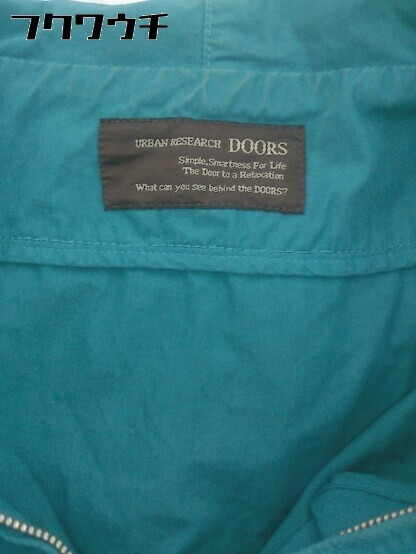 フクワウチ
URBAN RESEARCH DOORS
Simple, Smartness For Life
The Door to a Relaxation
What can you see behind the DOORS?